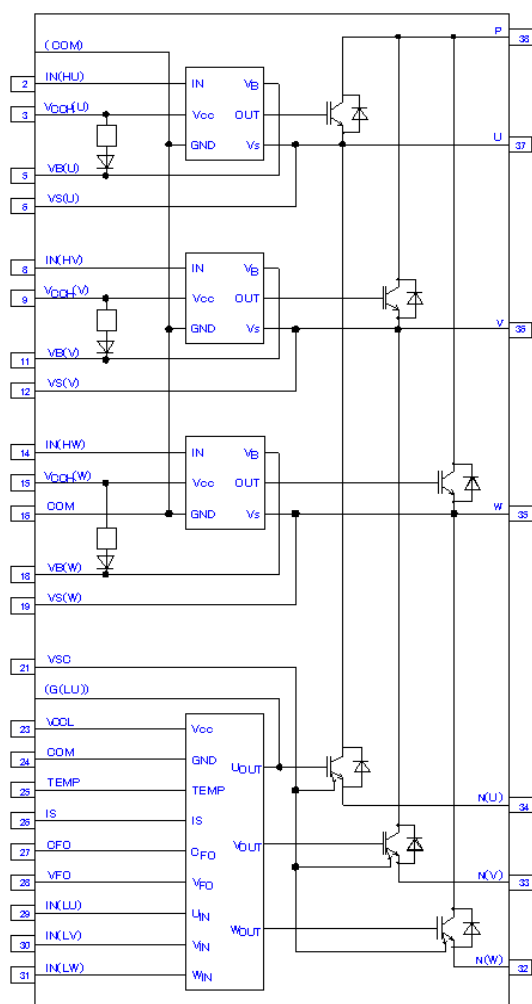 (COM)
P
38
2 IN(HU)
IN VB
3 VCCH(U)
Vcc OUT
GND Vs
U
37
5 VB(U)
6 VS(U)
8 IN(HV)
IN VB
9 VCCH(V)
Vcc OUT
GND Vs
V
36
11 VB(V)
12 VS(V)
14 IN(HW)
IN VB
15 VCCH(W)
Vcc OUT
16 COM
GND Vs
W
35
18 VB(W)
19 VS(W)
21 VSC
(G(LU))
23 VCCL
Vcc
24 COM
GND UOUT
25 TEMP
TEMP
N(U)
34
26 IS
IS
27 CFO
CFO VOUT
28 VFO
VFO
N(V)
33
29 IN(LU)
UIN WOUT
30 IN(LV)
VIN
31 IN(LW)
WIN
N(W)
32